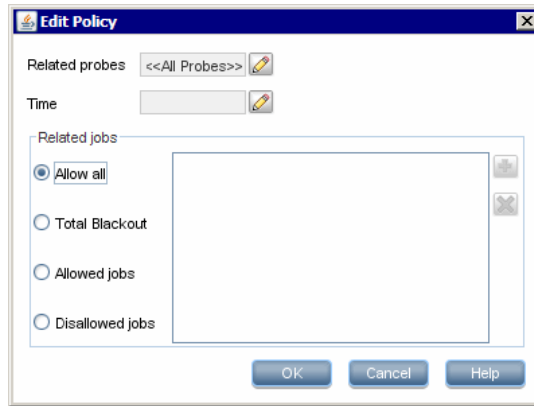 Edit Policy
Related probes <<All Probes>>
Time
Related jobs
Allow all
Total Blackout
Allowed jobs
Disallowed jobs
OK Cancel Help